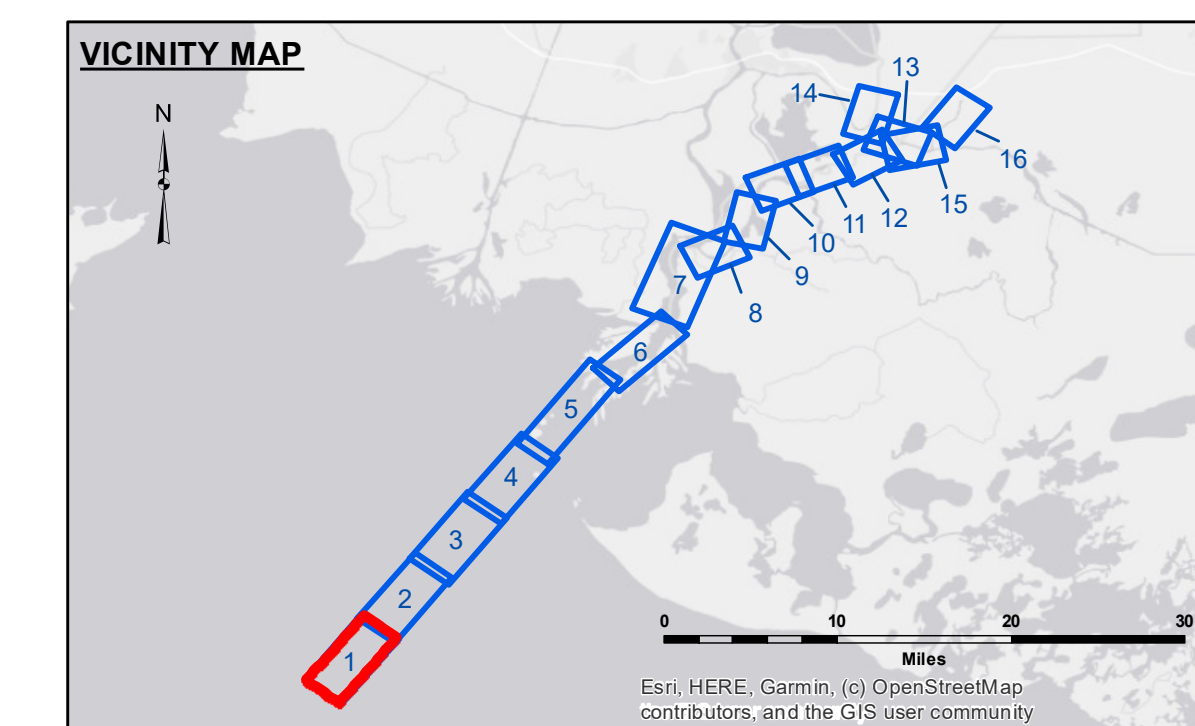 VICINITY MAP
N
13
14
16
15
12
11
10
9
8
7
6
5
4
3
2
1
0 10 20 30
Miles
Esri, HERE, Garmin, (c) OpenStreetMap
contributors, and the GIS user community